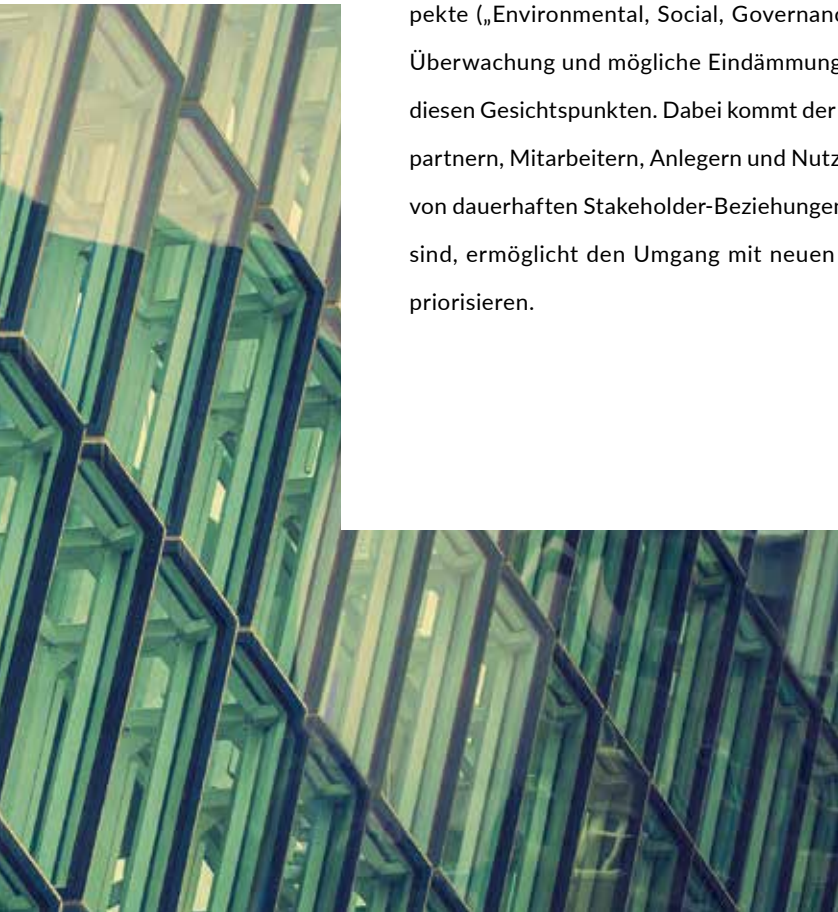 pekte („Environmental, Social, Governanc
Überwachung und mögliche Eindämmung
diesen Gesichtspunkten. Dabei kommt der
partnern, Mitarbeitern, Anlegern und Nutz
von dauerhaften Stakeholder-Beziehungen
sind, ermöglicht den Umgang mit neuen
priorisieren.